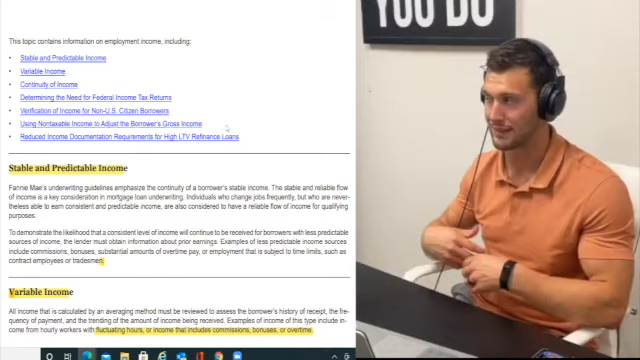 YOU DO
This topic contains information on employment income, including:
• Stable and Predictable Income
• Variable Income
• Continuity of Income
• Determining the Need for Federal Income Tax Returns
• Verification of Income for Non-U.S. Citizen Borrowers
• Using Nontaxable Income to Adjust the Borrower's Gross Income
• Reduced Income Documentation Requirements for High LTV Refinance Loans
Stable and Predictable Income
Fannie Mae's underwriting guidelines emphasize the continuity of a borrower's stable income. The stable and reliable flow
of income is a key consideration in mortgage loan underwriting. Individuals who change jobs frequently, but who are never-
theless able to earn consistent and predictable income, are also considered to have a reliable flow of income for qualifying
purposes.
To demonstrate the likelihood that a consistent level of income will continue to be received for borrowers with less predictable
sources of income, the lender must obtain information about prior earnings. Examples of less predictable income sources
include commissions, bonuses, substantial amounts of overtime pay, or employment that is subject to time limits, such as
contract employees or tradesmen.
Variable Income
All income that is calculated by an averaging method must be reviewed to assess the borrower's history of receipt, the fre-
quency of payment, and the trending of the amount of income being received. Examples of income of this type include in-
come from hourly workers with fluctuating hours, or income that includes commissions, bonuses, or overtime.